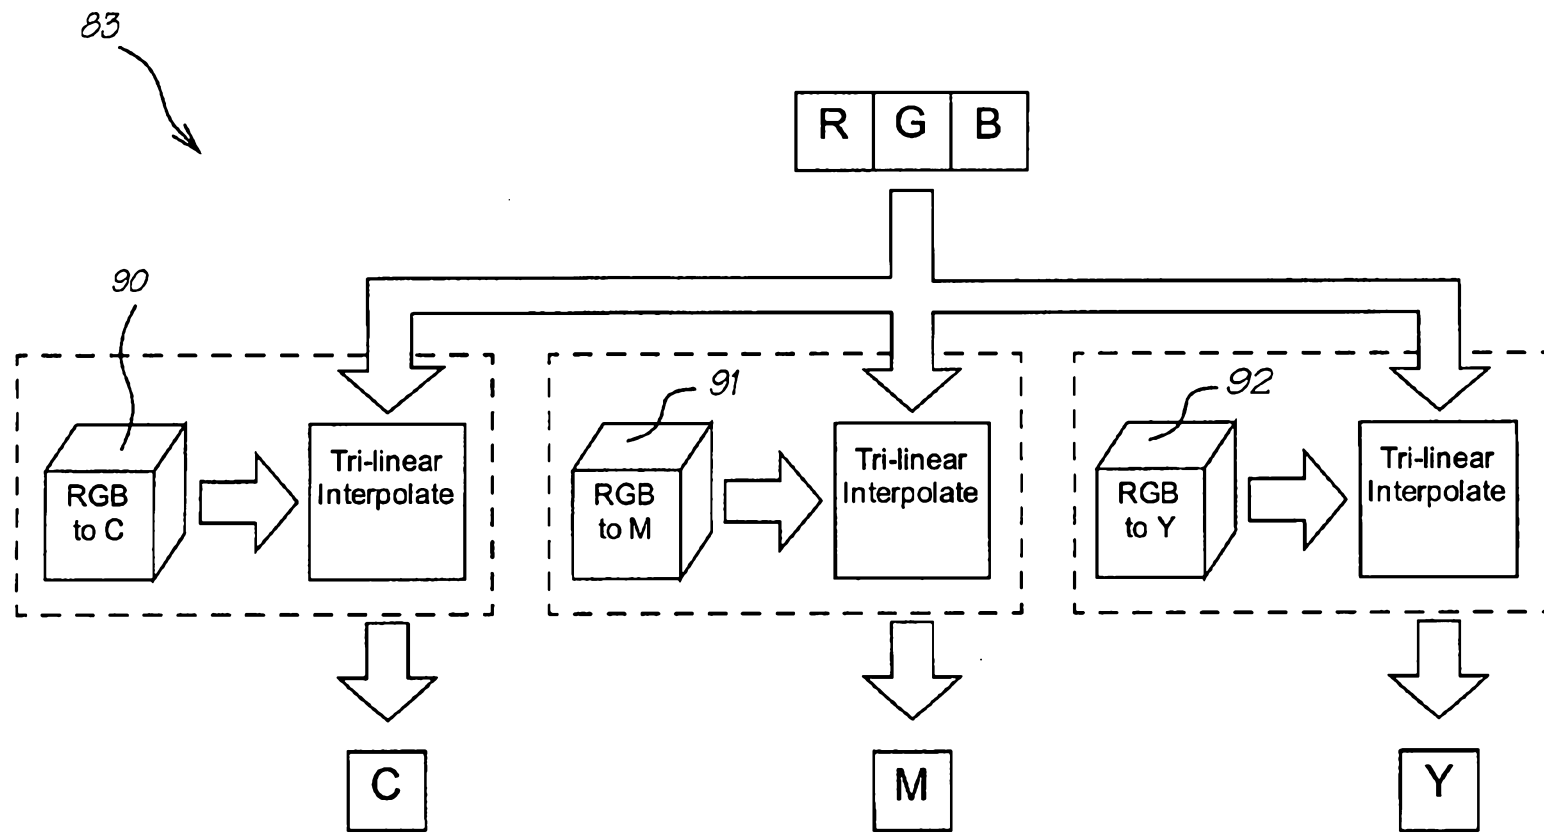 83
R G B
90
91
92
RGB
to C
Tri-linear
Interpolate
RGB
to M
Tri-linear
Interpolate
RGB
to Y
Tri-linear
Interpolate
C
M
Y